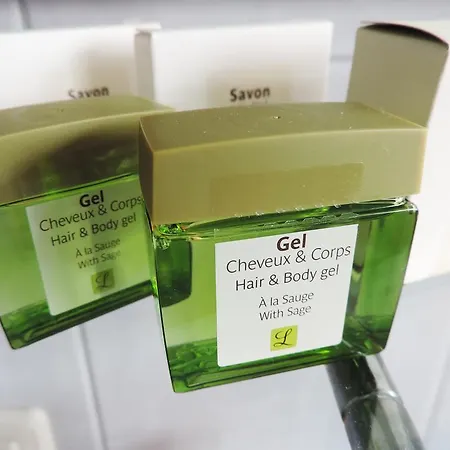 Savon
Savon
Gel
Cheveux & Corps
Hair & Body gel
À la Sauge
With Sage
L
Gel
Cheveux & Corps
Hair & Body gel
À la Sauge
With Sage
L